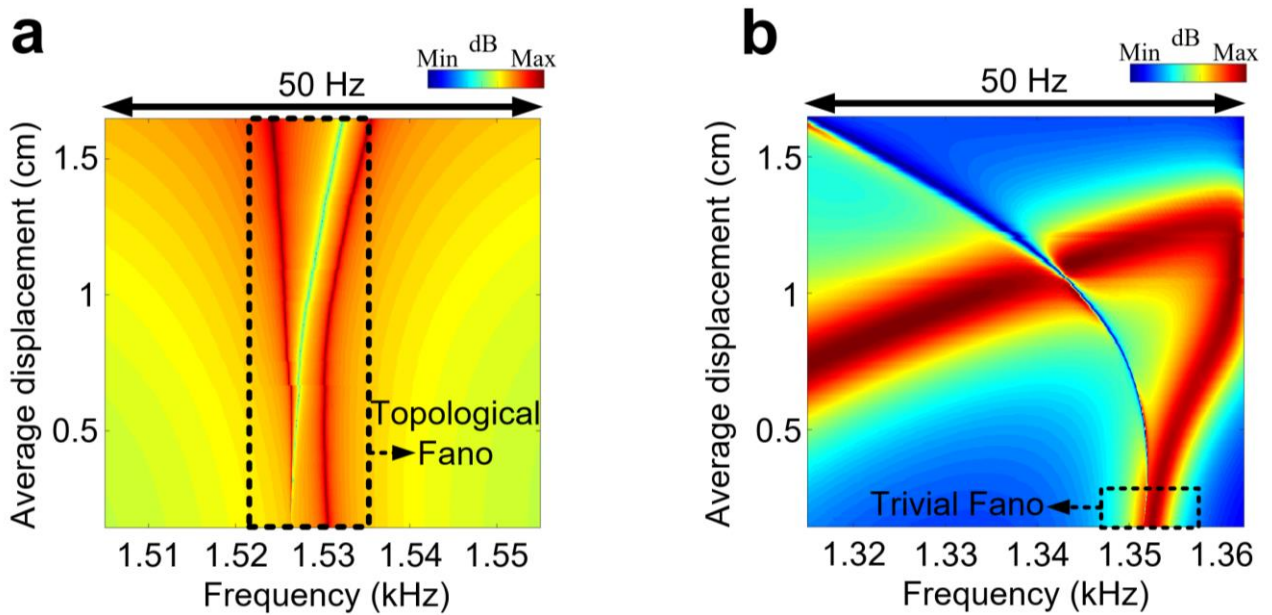 a
dB
Min Max
50 Hz
Average displacement (cm)
1.5
1
0.5
Topological
Fano
1.51 1.52 1.53 1.54 1.55
Frequency (kHz)
b
dB
Min Max
50 Hz
Average displacement (cm)
1.5
1
0.5
Trivial Fano
1.32 1.33 1.34 1.35 1.36
Frequency (kHz)